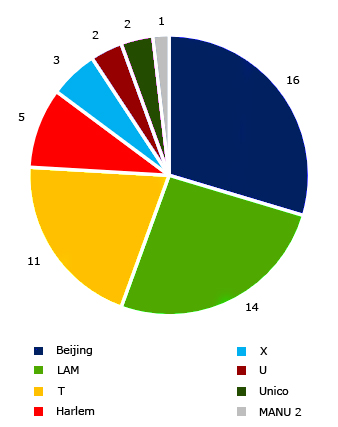 1
2
2
3
16
5
11
14
Beijing
X
LAM
U
T
Unico
Harlem
MANU 2